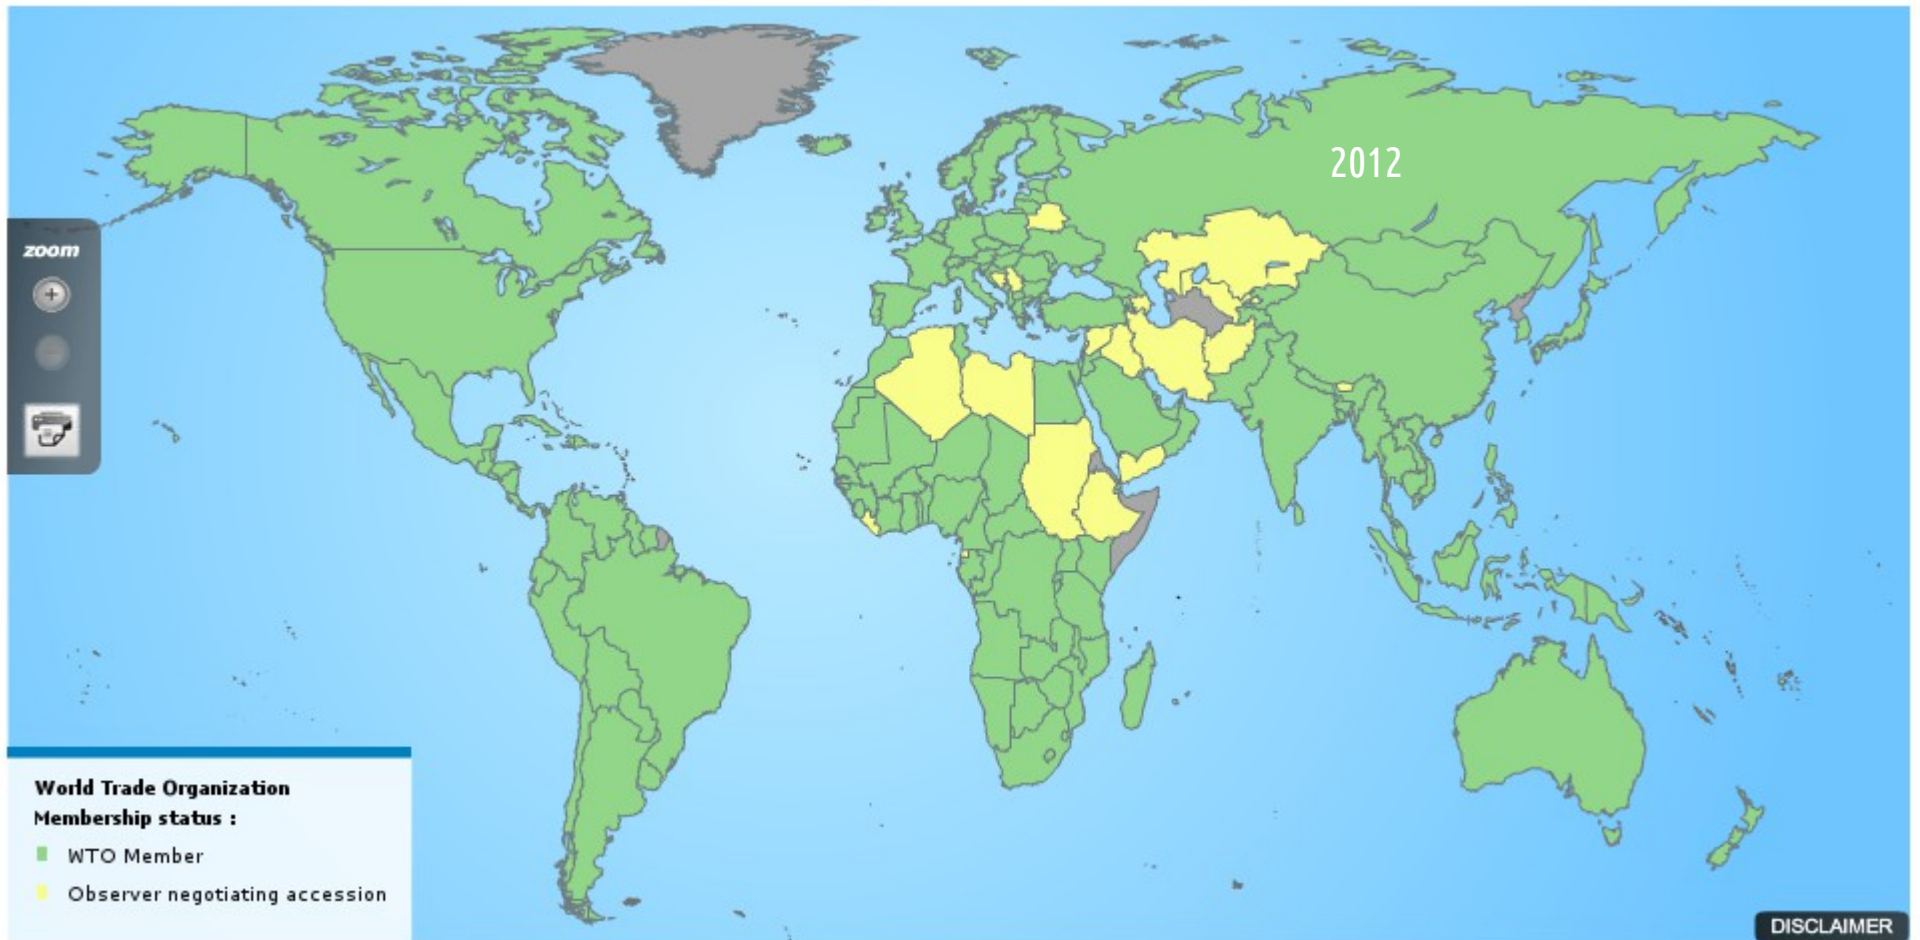 2012
zoom
World Trade Organization
Membership status :
WTO Member
Observer negotiating accession
DISCLAIMER